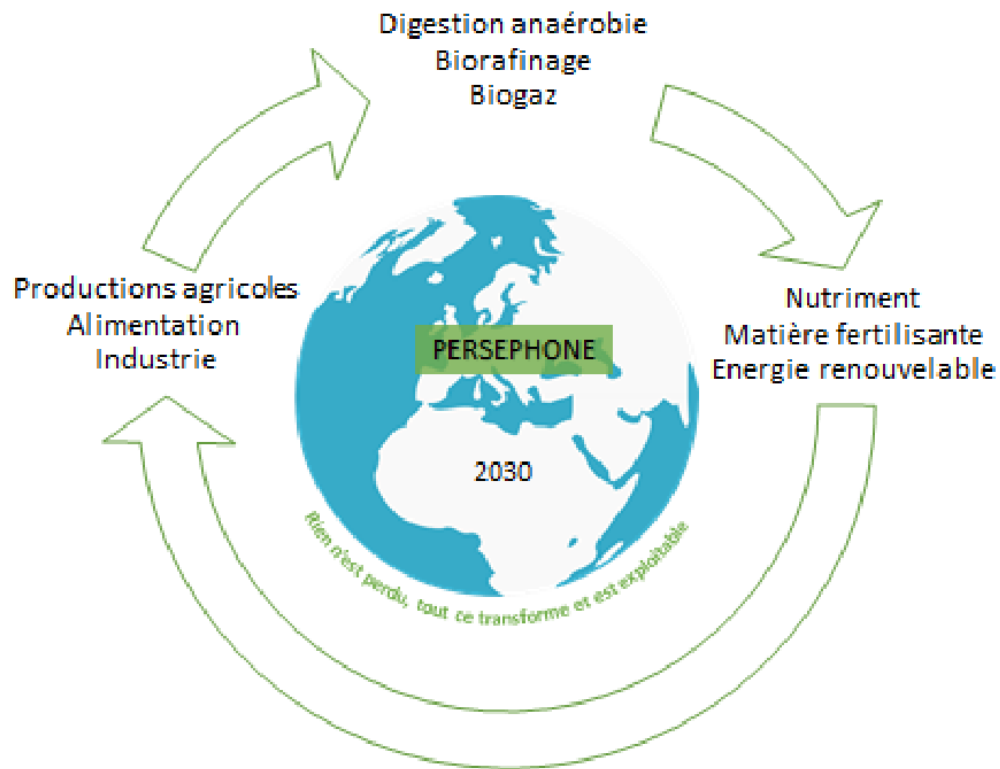 Digestion anaérobie
Biorafinage
Biogaz
Productions agricoles
Alimentation
Industrie
Nutriment
Matière fertilisante
Energie renouvelable
PERSEPHONE
2030
Rien n'est perdu, tout ce transforme et est exploitable